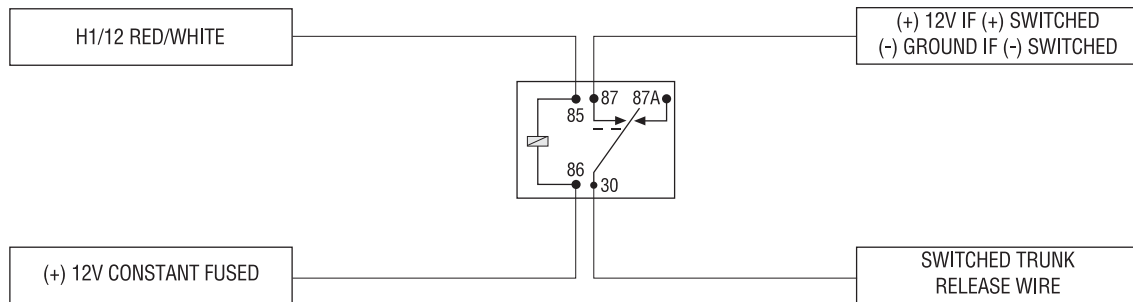 H1/12 RED/WHITE
(+) 12V IF (+) SWITCHED
(-) GROUND IF (-) SWITCHED
87
87A
85
86
30
(+) 12V CONSTANT FUSED
SWITCHED TRUNK
RELEASE WIRE